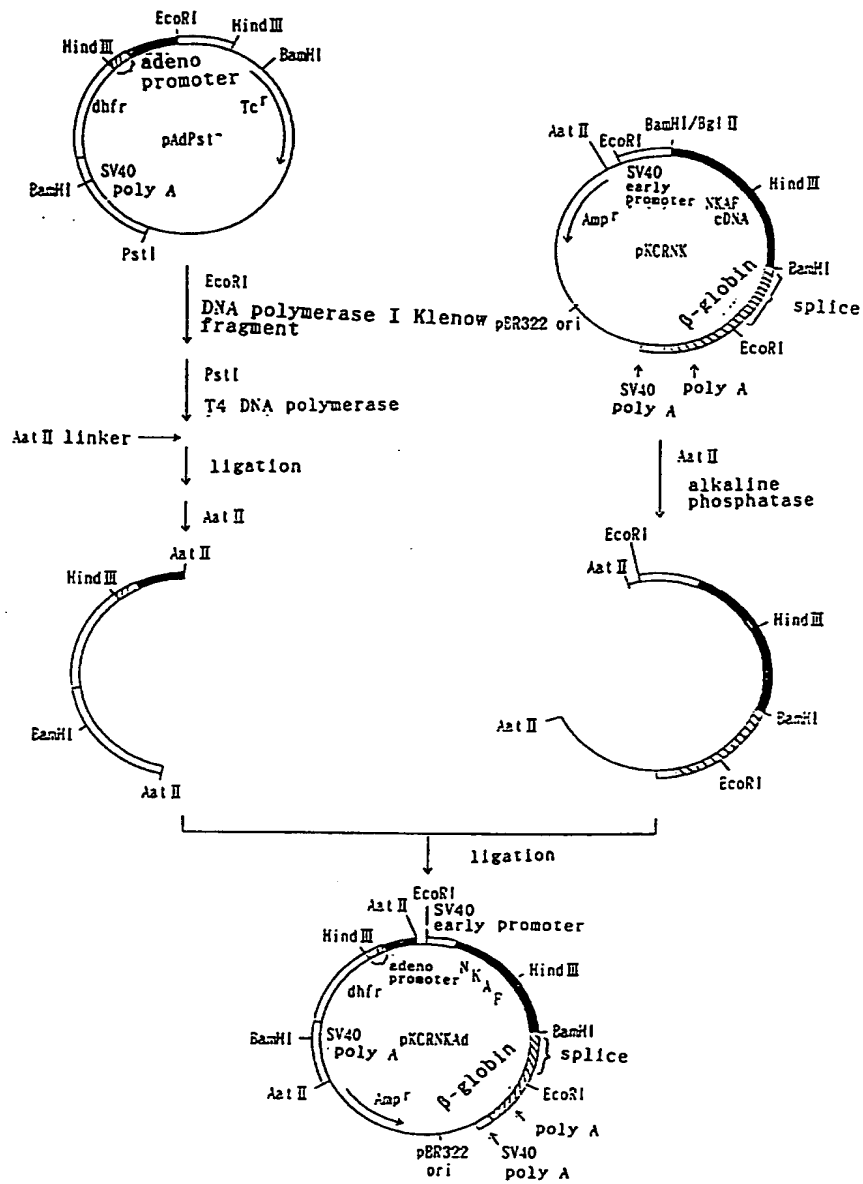 EcoRI
HindⅢ
HindⅢ
BamHI
adeno
promoter
dhfr
Tcʳ
pAdPst⁻
SV40
poly A
BamHI
PstI
EcoRI
DNA polymerase I Klenow
fragment
PstI
T4 DNA polymerase
AatⅡ linker
ligation
AatⅡ
AatⅡ
HindⅢ
BamHI
AatⅡ
BamHI/BglⅡ
AatⅡ
EcoRI
SV40
early
promoter
NKAF
cDNA
HindⅢ
Ampʳ
pKCRNK
BamHI
β-globin
splice
pBR322 ori
EcoRI
SV40
poly A
poly A
AatⅡ
alkaline
phosphatase
EcoRI
AatⅡ
HindⅢ
BamHI
AatⅡ
EcoRI
ligation
EcoRI
AatⅡ
SV40
early promoter
HindⅢ
adeno
promoter
NKAF
HindⅢ
dhfr
BamHI
SV40
poly A
pKCRNKAd
BamHI
splice
β-globin
AatⅡ
Ampʳ
EcoRI
poly A
pBR322
ori
SV40
poly A